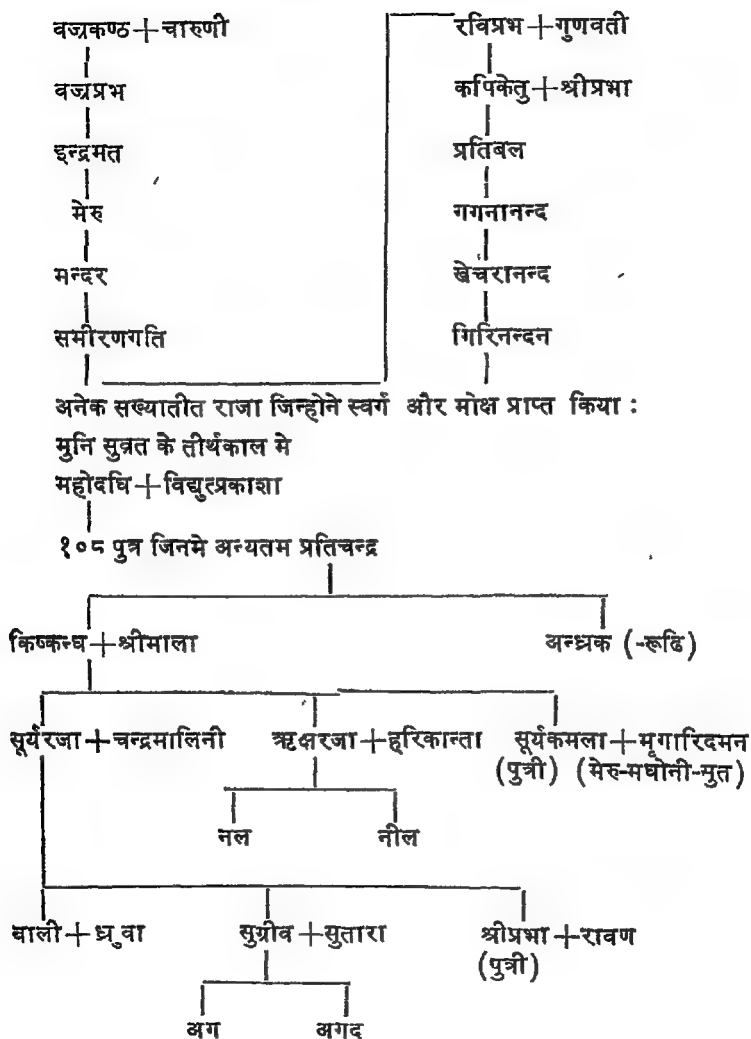 वज्रकण्ठ+चारुणी
वज्रप्रभ
इन्द्रमत
मेरु
मन्दर
समीरणगति
रविप्रभ+गुणवती
कपिकेतु+श्रीप्रभा
प्रतिबल
गगनानन्द
खेचरानन्द
गिरिनन्दन
अनेक सख्यातीत राजा जिन्होने स्वर्ग और मोक्ष प्राप्त किया :
मुनि सुव्रत के तीर्थकाल मे
महोदधि+विद्युत्प्रकाशा
१०८ पुत्र जिनमे अन्यतम प्रतिचन्द्र
किष्कन्ध+श्रीमाला अन्ध्रक (-रूढि)
सूर्यरजा+चन्द्रमालिनी ऋक्षरजा+हरिकान्ता सूर्यकमला+मृगारिदमन
(पुत्री) (मेरु-मघोनी-सुत)
नल नील
बाली+ध्रुवा सुग्रीव+सुतारा श्रीप्रभा+रावण
(पुत्री)
अग अगद